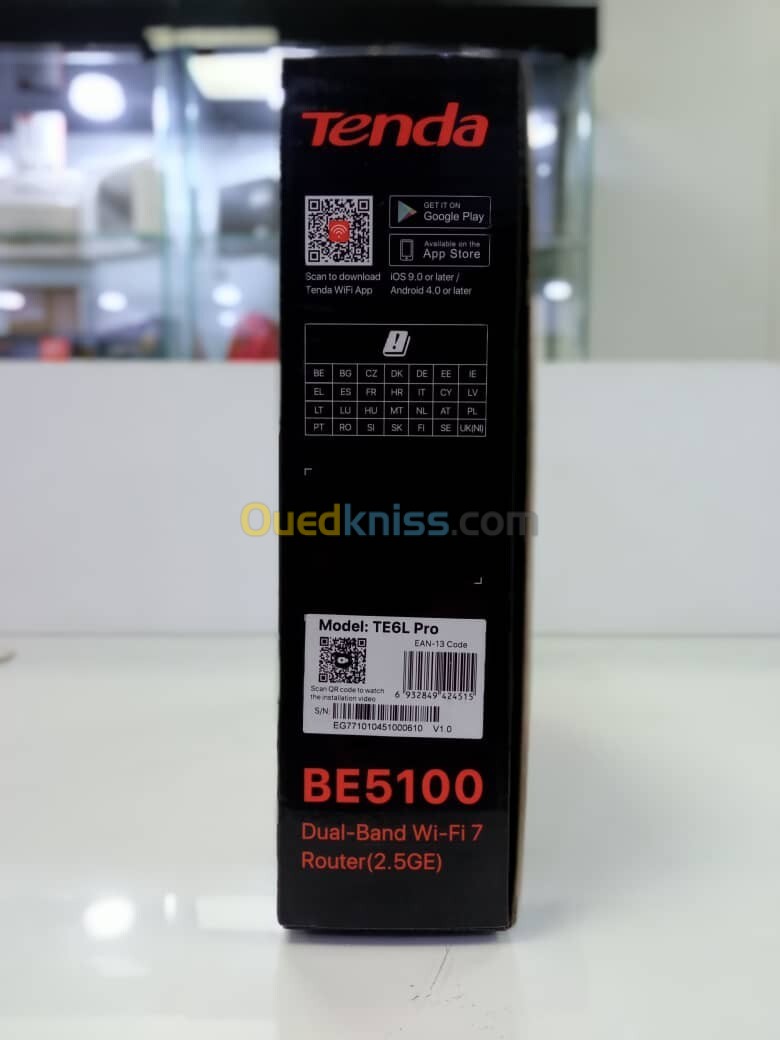 Tenda
GET IT ON
Google Play
Available on the
App Store
Scan to download
Tenda WiFi App
iOS 9.0 or later /
Android 4.0 or later
BE BG CZ DK DE EE IE
EL ES FR HR IT CY LV
LT LU HU MT NL AT PL
PT RO SI SK FI SE UK(NI)
Ouedkniss.com
Model: TE6L Pro
EAN-13 Code
Scan QR code to watch
the installation video
6 932849 424515
S/N:
EG771010451000610 V1.0
BE5100
Dual-Band Wi-Fi 7
Router(2.5GE)